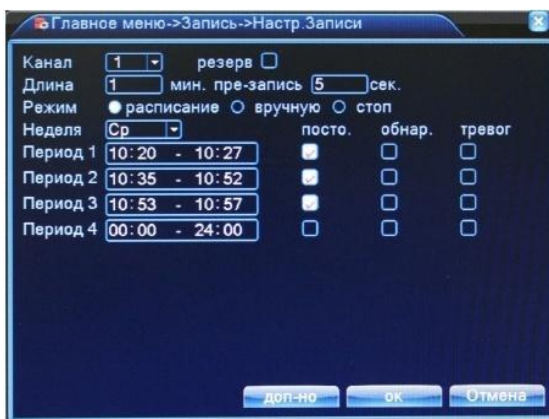 Главное меню->Запись->Настр.Записи
Канал 1 резерв
Длина 1 мин. пре-запись 5 сек.
Режим расписание вручную стоп
Неделя Ср посто. обнар. тревог
Период 1 10:20 - 10:27
Период 2 10:35 - 10:52
Период 3 10:53 - 10:57
Период 4 00:00 - 24:00
доп-но ок Отмена